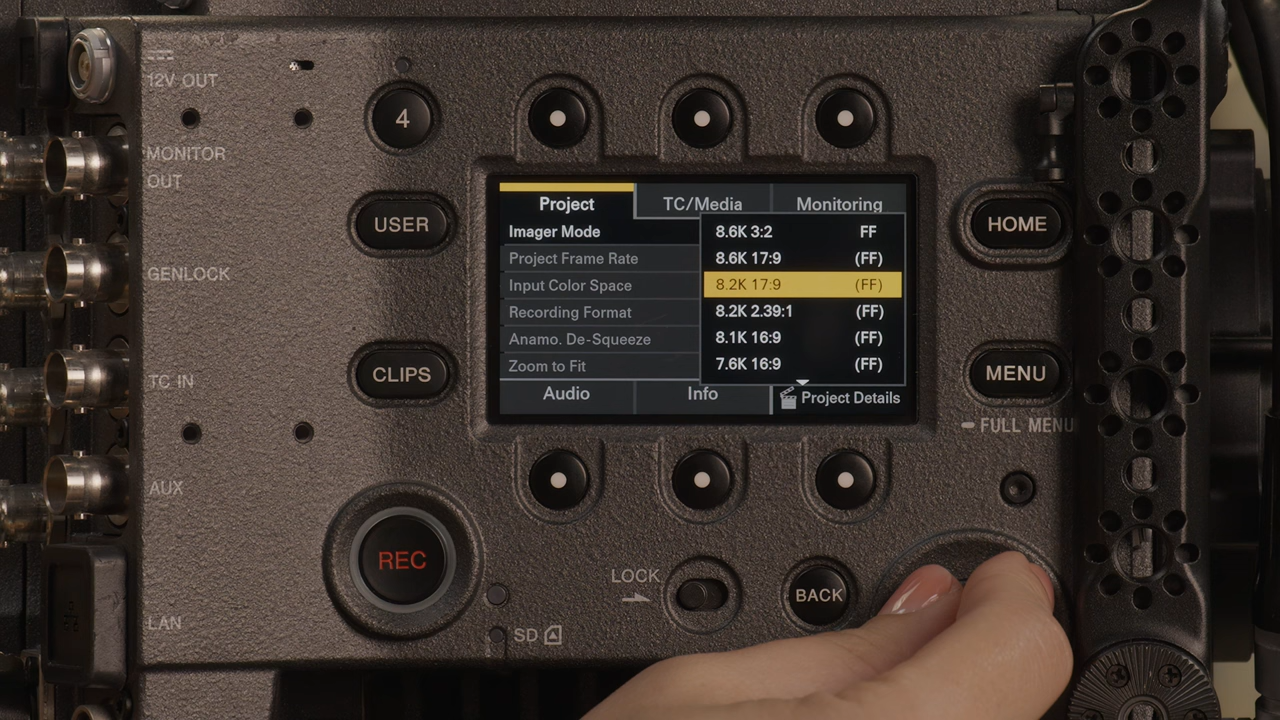 12V OUT
4
MONITOR
OUT
USER
HOME
GENLOCK
Project
TC/Media
Monitoring
Imager Mode
8.6K 3:2 FF
Project Frame Rate
8.6K 17:9 (FF)
Input Color Space
8.2K 17:9 (FF)
Recording Format
8.2K 2.39:1 (FF)
Anamo. De-Squeeze
8.1K 16:9 (FF)
Zoom to Fit
7.6K 16:9 (FF)
Audio
Info
Project Details
TC IN
CLIPS
MENU
FULL MENU
AUX
REC
LOCK
BACK
LAN
SD